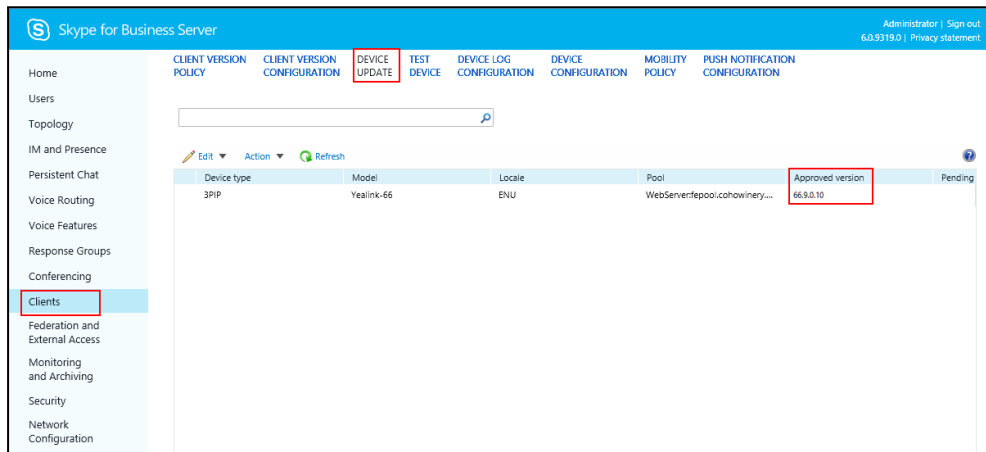 Skype for Business Server
Administrator | Sign out
6.0.9319.0 | Privacy statement
Home
Users
Topology
IM and Presence
Persistent Chat
Voice Routing
Voice Features
Response Groups
Conferencing
Clients
Federation and
External Access
Monitoring
and Archiving
Security
Network
Configuration
CLIENT VERSION
POLICY
CLIENT VERSION
CONFIGURATION
DEVICE
UPDATE
TEST
DEVICE
DEVICE LOG
CONFIGURATION
DEVICE
CONFIGURATION
MOBILITY
POLICY
PUSH NOTIFICATION
CONFIGURATION
Edit Action Refresh
Device type Model Locale Pool Approved version Pending
3PIP Yealink-66 ENU WebServer:fepool.cohowinery.... 66.9.0.10